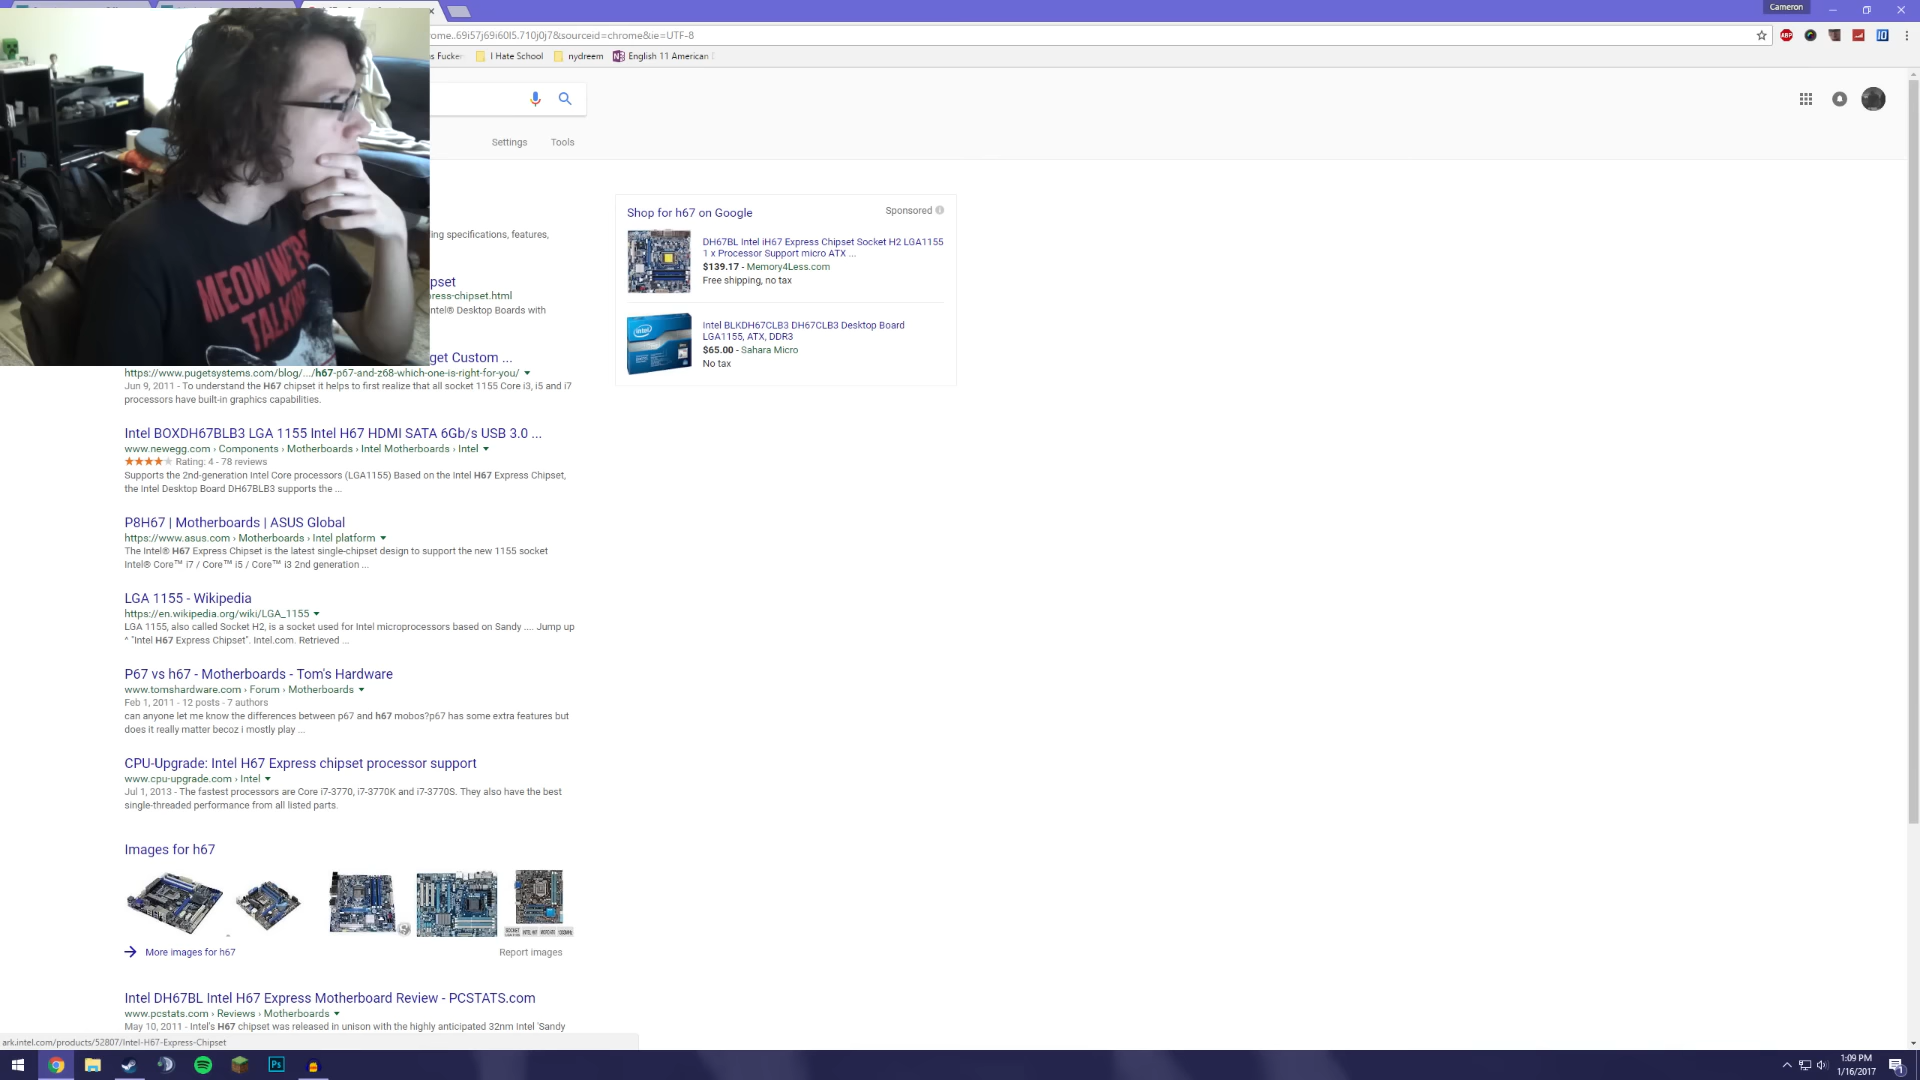 Cameron
rome..69i57j69i60l5.710j0j7&sourceid=chrome&ie=UTF-8
s Fucke
I Hate School
nydreem
English 11 American
Settings
Tools
MEOW WE'RE
TALKIN
ing specifications, features,
pset
ress-chipset.html
ntel® Desktop Boards with
get Custom ...
https://www.pugetsystems.com/blog/.../h67-p67-and-z68-which-one-is-right-for-you/
Jun 9, 2011 - To understand the H67 chipset it helps to first realize that all socket 1155 Core i3, i5 and i7
processors have built-in graphics capabilities.
Intel BOXDH67BLB3 LGA 1155 Intel H67 HDMI SATA 6Gb/s USB 3.0 ...
www.newegg.com › Components › Motherboards › Intel Motherboards › Intel
Rating: 4 - 78 reviews
Supports the 2nd-generation Intel Core processors (LGA1155) Based on the Intel H67 Express Chipset,
the Intel Desktop Board DH67BLB3 supports the ...
P8H67 | Motherboards | ASUS Global
https://www.asus.com › Motherboards › Intel platform
The Intel® H67 Express Chipset is the latest single-chipset design to support the new 1155 socket
Intel® Core™ i7 / Core™ i5 / Core™ i3 2nd generation ...
LGA 1155 - Wikipedia
https://en.wikipedia.org/wiki/LGA_1155
LGA 1155, also called Socket H2, is a socket used for Intel microprocessors based on Sandy .... Jump up
^ "Intel H67 Express Chipset". Intel.com. Retrieved ...
P67 vs h67 - Motherboards - Tom's Hardware
www.tomshardware.com › Forum › Motherboards
Feb 1, 2011 - 12 posts - 7 authors
can anyone let me know the differences between p67 and h67 mobos?p67 has some extra features but
does it really matter becoz i mostly play ...
CPU-Upgrade: Intel H67 Express chipset processor support
www.cpu-upgrade.com › Intel
Jul 1, 2013 - The fastest processors are Core i7-3770, i7-3770K and i7-3770S. They also have the best
single-threaded performance from all listed parts.
Images for h67
More images for h67
Report images
Intel DH67BL Intel H67 Express Motherboard Review - PCSTATS.com
www.pcstats.com › Reviews › Motherboards
May 10, 2011 - Intel's H67 chipset was released in unison with the highly anticipated 32nm Intel 'Sandy
ark.intel.com/products/52807/Intel-H67-Express-Chipset
Shop for h67 on Google
Sponsored
DH67BL Intel iH67 Express Chipset Socket H2 LGA1155
1 x Processor Support micro ATX ...
$139.17 - Memory4Less.com
Free shipping, no tax
Intel BLKDH67CLB3 DH67CLB3 Desktop Board
LGA1155, ATX, DDR3
$65.00 - Sahara Micro
No tax
Ps
1:09 PM
1/16/2017